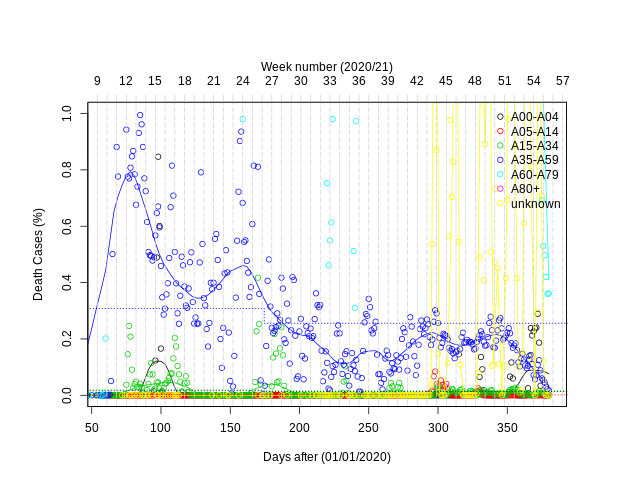 Week number (2020/21)
9 12 15 18 21 24 27 30 33 36 39 42 45 48 51 54 57
1.0
0.8
0.6
0.4
0.2
0.0
Death Cases (%)
A00-A04
A05-A14
A15-A34
A35-A59
A60-A79
A80+
unknown
50 100 150 200 250 300 350
Days after (01/01/2020)